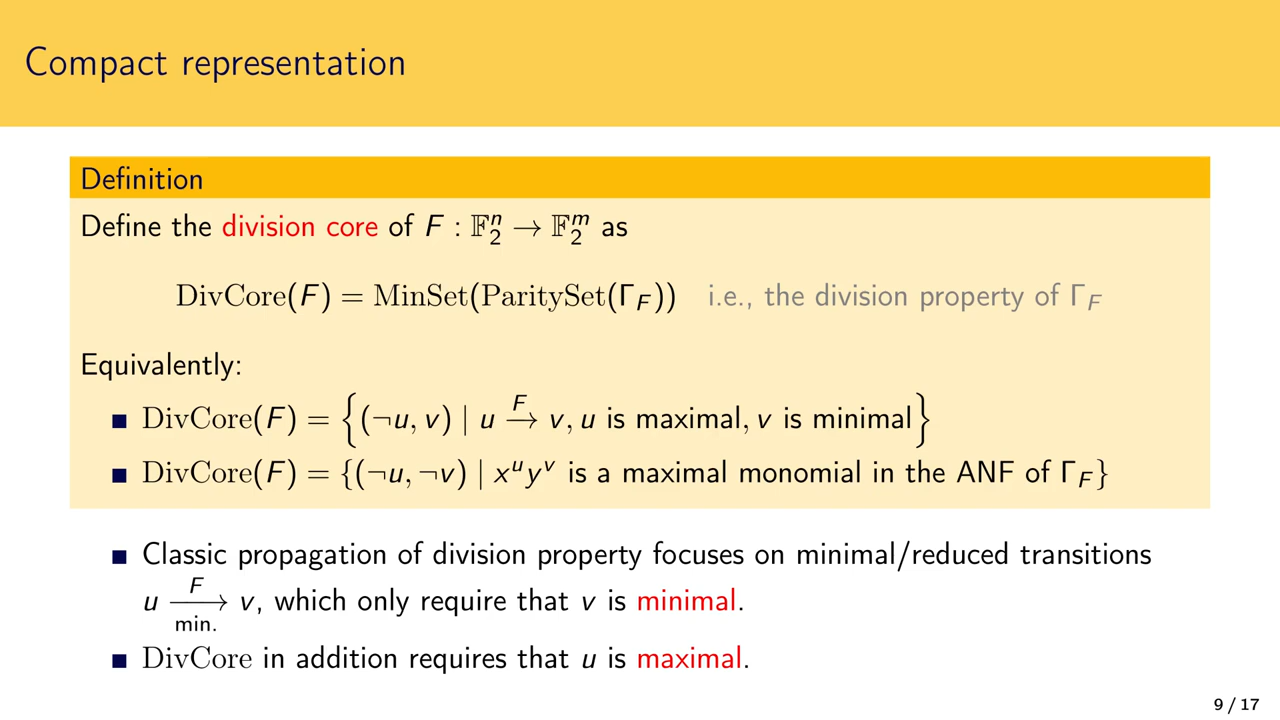 Compact representation
Definition
Define the division core of F : 𝔽₂ⁿ → 𝔽₂ᵐ as
DivCore(F) = MinSet(ParitySet(Γ_F)) i.e., the division property of Γ_F
Equivalently:
■ DivCore(F) = {(¬u, v) | u →^F v, u is maximal, v is minimal}
■ DivCore(F) = {(¬u, ¬v) | xᵘyᵛ is a maximal monomial in the ANF of Γ_F}
■ Classic propagation of division property focuses on minimal/reduced transitions
u →^F_min. v, which only require that v is minimal.
■ DivCore in addition requires that u is maximal.
9 / 17